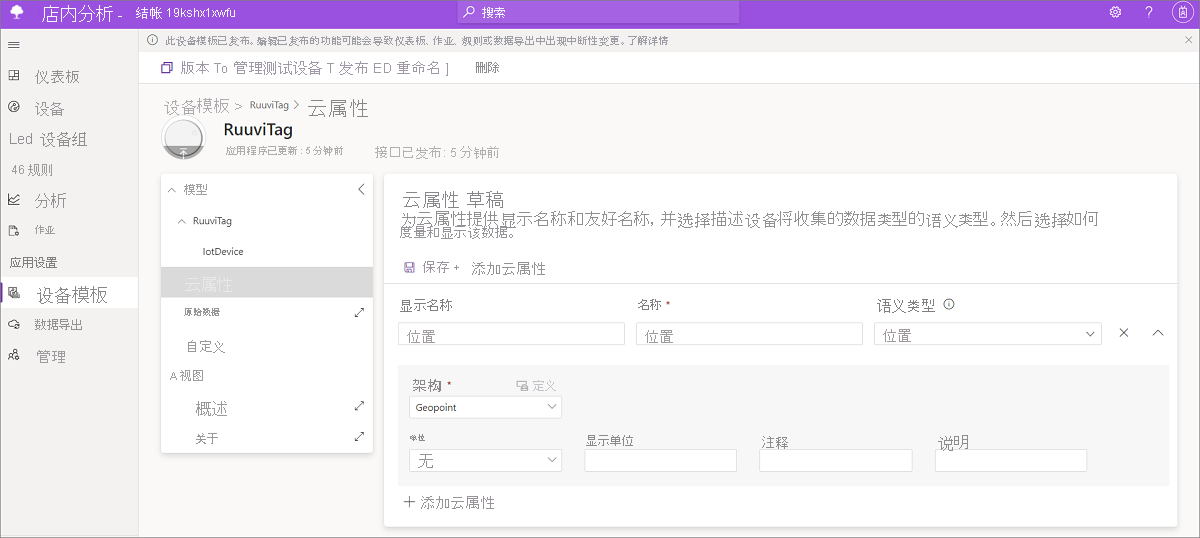 店内分析 - 结帐 19kshx1xwfu
搜索
?
此设备模板已发布。编辑已发布的功能可能会导致仪表板、作业、规则或数据导出中出现中断性变更。了解详情
版本 To 管理测试设备 T 发布 ED 重命名 ]
删除
仪表板
设备
Led 设备组
46 规则
分析
作业
应用设置
设备模板
数据导出
管理
设备模板 > RuuviTag > 云属性
RuuviTag
应用程序已更新 : 5 分钟前
接口已发布: 5 分钟前
模型
RuuviTag
IotDevice
云属性
原始数据
自定义
A 视图
概述
关于
云属性 草稿
为云属性提供显示名称和友好名称, 并选择描述设备将收集的数据类型的语义类型。然后选择如何
度量和显示该数据。
保存 +
添加云属性
显示名称
名称 *
语义类型
位置
位置
位置
架构 *
定义
Geopoint
单位
显示单位
注释
说明
无
+ 添加云属性